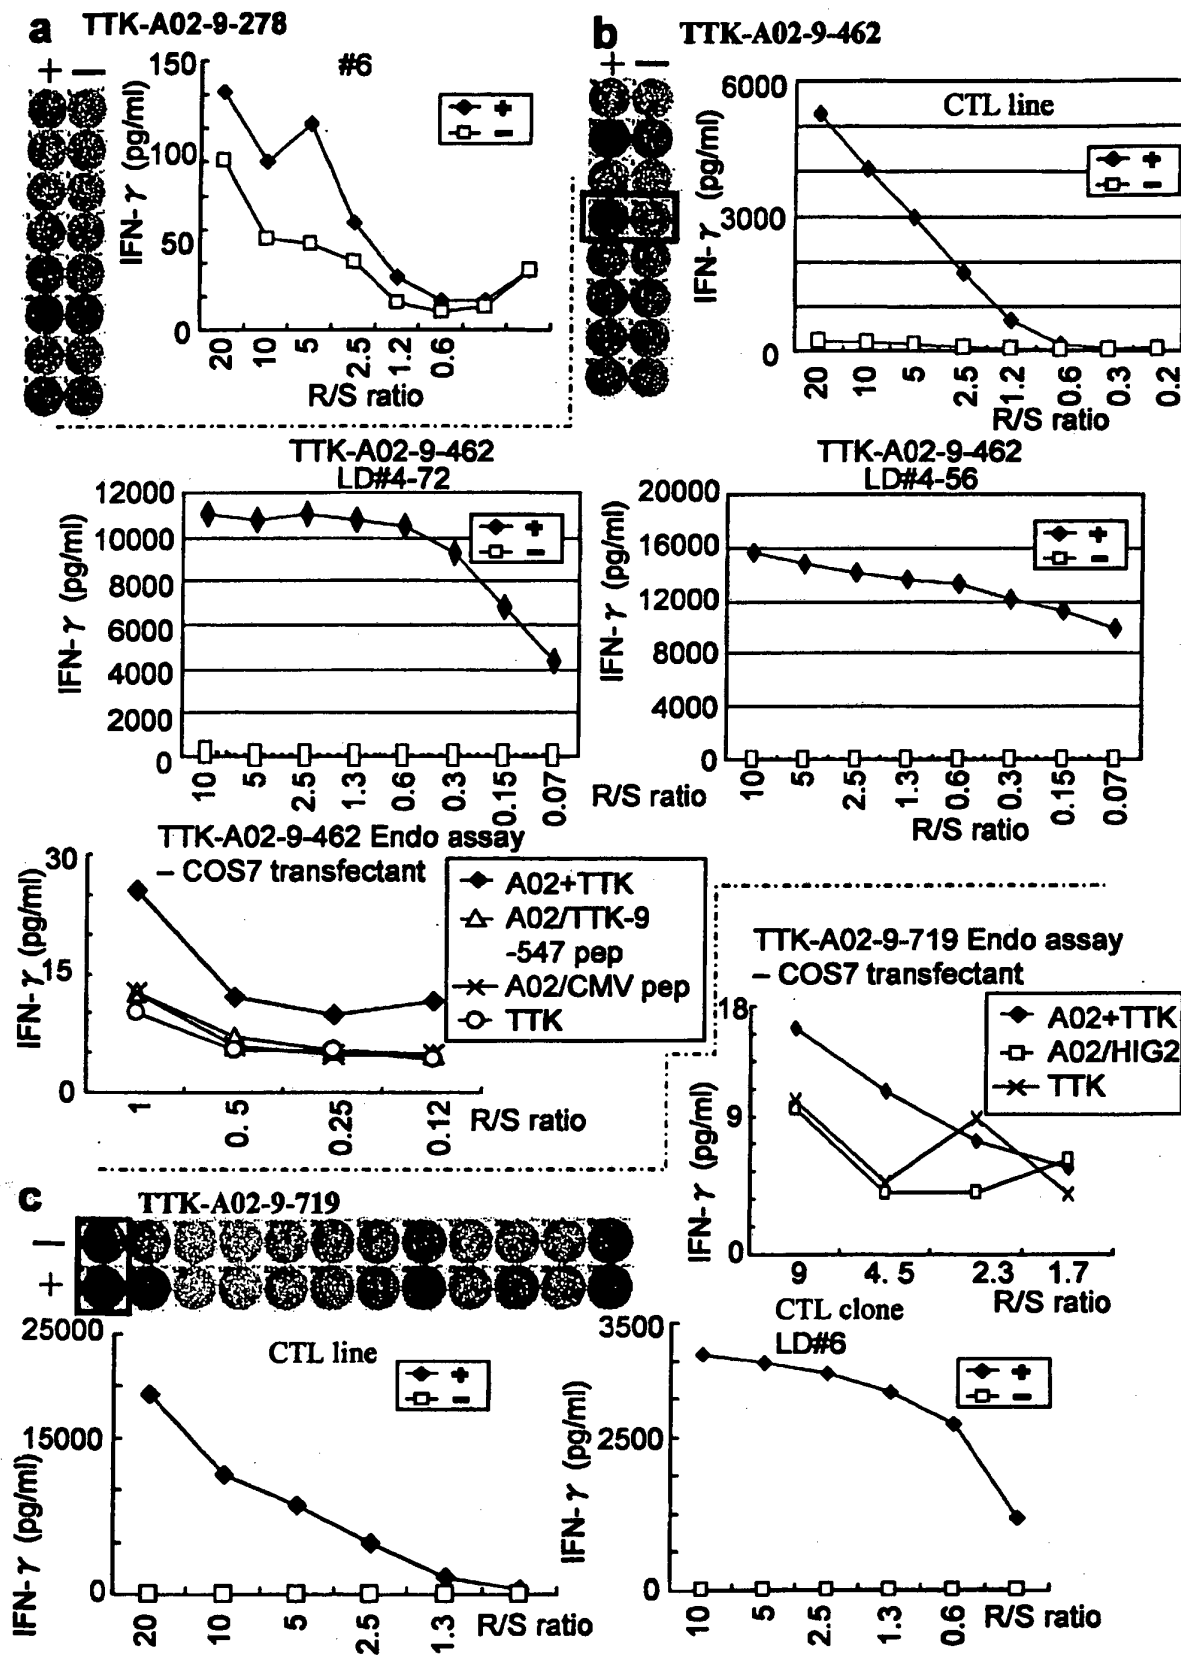 a TTK-A02-9-278
+ −
#6
IFN-γ (pg/ml)
150
100
50
0
+
−
20 10 5 2.5 1.2 0.6
R/S ratio
b TTK-A02-9-462
+ −
CTL line
IFN-γ (pg/ml)
6000
3000
0
+
−
20 10 5 2.5 1.2 0.6 0.3 0.2
R/S ratio
TTK-A02-9-462
LD#4-72
IFN-γ (pg/ml)
12000
10000
8000
6000
4000
2000
0
+
−
10 5 2.5 1.3 0.6 0.3 0.15 0.07
R/S ratio
TTK-A02-9-462
LD#4-56
IFN-γ (pg/ml)
20000
16000
12000
8000
4000
0
+
−
10 5 2.5 1.3 0.6 0.3 0.15 0.07
R/S ratio
TTK-A02-9-462 Endo assay
– COS7 transfectant
IFN-γ (pg/ml)
30
15
0
A02+TTK
A02/TTK-9
-547 pep
A02/CMV pep
TTK
1 0.5 0.25 0.12
R/S ratio
TTK-A02-9-719 Endo assay
– COS7 transfectant
IFN-γ (pg/ml)
18
9
0
A02+TTK
A02/HIG2
TTK
9 4.5 2.3 1.7
R/S ratio
c TTK-A02-9-719
−
+
CTL line
IFN-γ (pg/ml)
25000
15000
0
+
−
20 10 5 2.5 1.3
R/S ratio
CTL clone
LD#6
IFN-γ (pg/ml)
3500
2500
0
+
−
10 5 2.5 1.3 0.6
R/S ratio